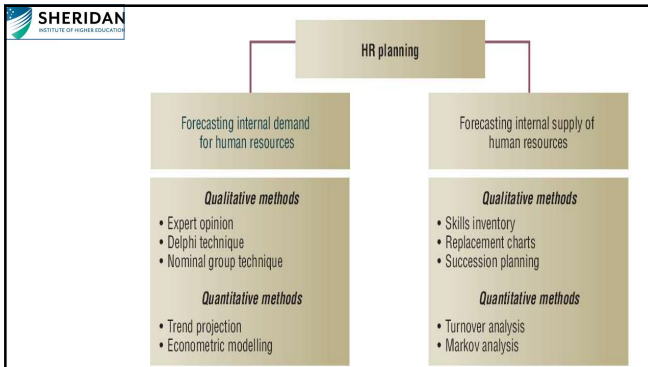 SHERIDAN
INSTITUTE OF HIGHER EDUCATION
HR planning
Forecasting internal demand
for human resources
Qualitative methods
• Expert opinion
• Delphi technique
• Nominal group technique
Quantitative methods
• Trend projection
• Econometric modelling
Forecasting internal supply of
human resources
Qualitative methods
• Skills inventory
• Replacement charts
• Succession planning
Quantitative methods
• Turnover analysis
• Markov analysis